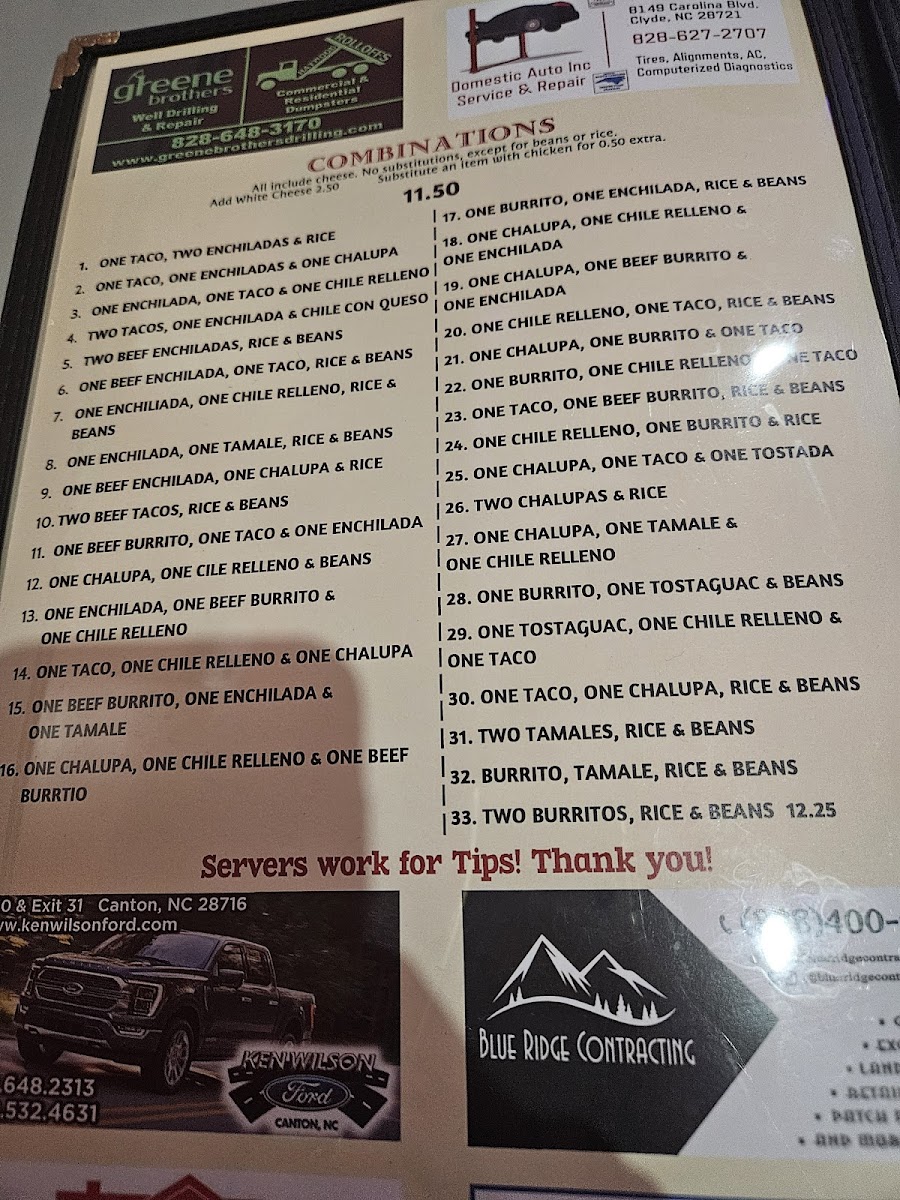 greene
brothers
Well Drilling
& Repair
HAYWOOD
ROLLOFFS
Commercial &
Residential
Dumpsters
828-648-3170
www.greenebrothersdrilling.com
Domestic Auto Inc
Service & Repair
8149 Carolina Blvd.
Clyde, NC 28721
828-627-2707
Tires, Alignments, AC,
Computerized Diagnostics
COMBINATIONS
All include cheese. No substitutions, except for beans or rice.
Add White Cheese 2.50 Substitute an item with chicken for 0.50 extra.
11.50
1. ONE TACO, TWO ENCHILADAS & RICE
2. ONE TACO, ONE ENCHILADAS & ONE CHALUPA
3. ONE ENCHILADA, ONE TACO & ONE CHILE RELLENO
4. TWO TACOS, ONE ENCHILADA & CHILE CON QUESO
5. TWO BEEF ENCHILADAS, RICE & BEANS
6. ONE BEEF ENCHILADA, ONE TACO, RICE & BEANS
7. ONE ENCHILIADA, ONE CHILE RELLENO, RICE &
BEANS
8. ONE ENCHILADA, ONE TAMALE, RICE & BEANS
9. ONE BEEF ENCHILADA, ONE CHALUPA & RICE
10. TWO BEEF TACOS, RICE & BEANS
11. ONE BEEF BURRITO, ONE TACO & ONE ENCHILADA
12. ONE CHALUPA, ONE CILE RELLENO & BEANS
13. ONE ENCHILADA, ONE BEEF BURRITO &
ONE CHILE RELLENO
14. ONE TACO, ONE CHILE RELLENO & ONE CHALUPA
15. ONE BEEF BURRITO, ONE ENCHILADA &
ONE TAMALE
16. ONE CHALUPA, ONE CHILE RELLENO & ONE BEEF
BURRTIO
17. ONE BURRITO, ONE ENCHILADA, RICE & BEANS
18. ONE CHALUPA, ONE CHILE RELLENO &
ONE ENCHILADA
19. ONE CHALUPA, ONE BEEF BURRITO &
ONE ENCHILADA
20. ONE CHILE RELLENO, ONE TACO, RICE & BEANS
21. ONE CHALUPA, ONE BURRITO & ONE TACO
22. ONE BURRITO, ONE CHILE RELLENO NE TACO
23. ONE TACO, ONE BEEF BURRITO, RICE & BEANS
24. ONE CHILE RELLENO, ONE BURRITO & RICE
25. ONE CHALUPA, ONE TACO & ONE TOSTADA
26. TWO CHALUPAS & RICE
27. ONE CHALUPA, ONE TAMALE &
ONE CHILE RELLENO
28. ONE BURRITO, ONE TOSTAGUAC & BEANS
29. ONE TOSTAGUAC, ONE CHILE RELLENO &
ONE TACO
30. ONE TACO, ONE CHALUPA, RICE & BEANS
31. TWO TAMALES, RICE & BEANS
32. BURRITO, TAMALE, RICE & BEANS
33. TWO BURRITOS, RICE & BEANS 12.25
Servers work for Tips! Thank you!
0 & Exit 31 Canton, NC 28716
w.kenwilsonford.com
.648.2313
.532.4631
KEN WILSON
Ford
CANTON, NC
BLUE RIDGE CONTRACTING
)400-
• LAND
• PATCH
• AND MOR